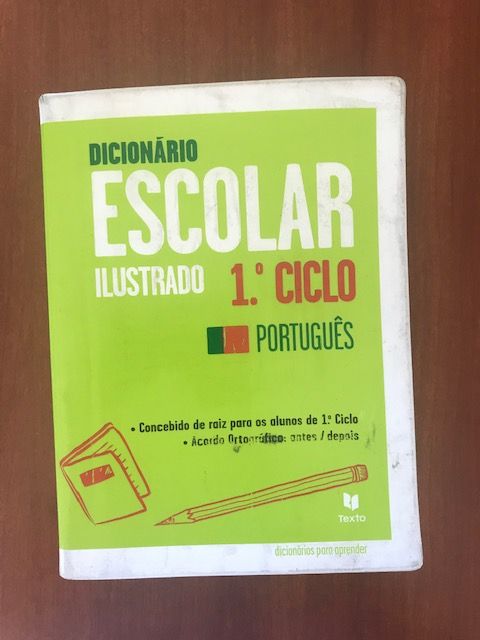 DICIONÁRIO
ESCOLAR
ILUSTRADO 1.º CICLO
PORTUGUÊS
• Concebido de raiz para os alunos de 1.º Ciclo
• Acordo Ortográfico: antes / depois
Texto
dicionários para aprender